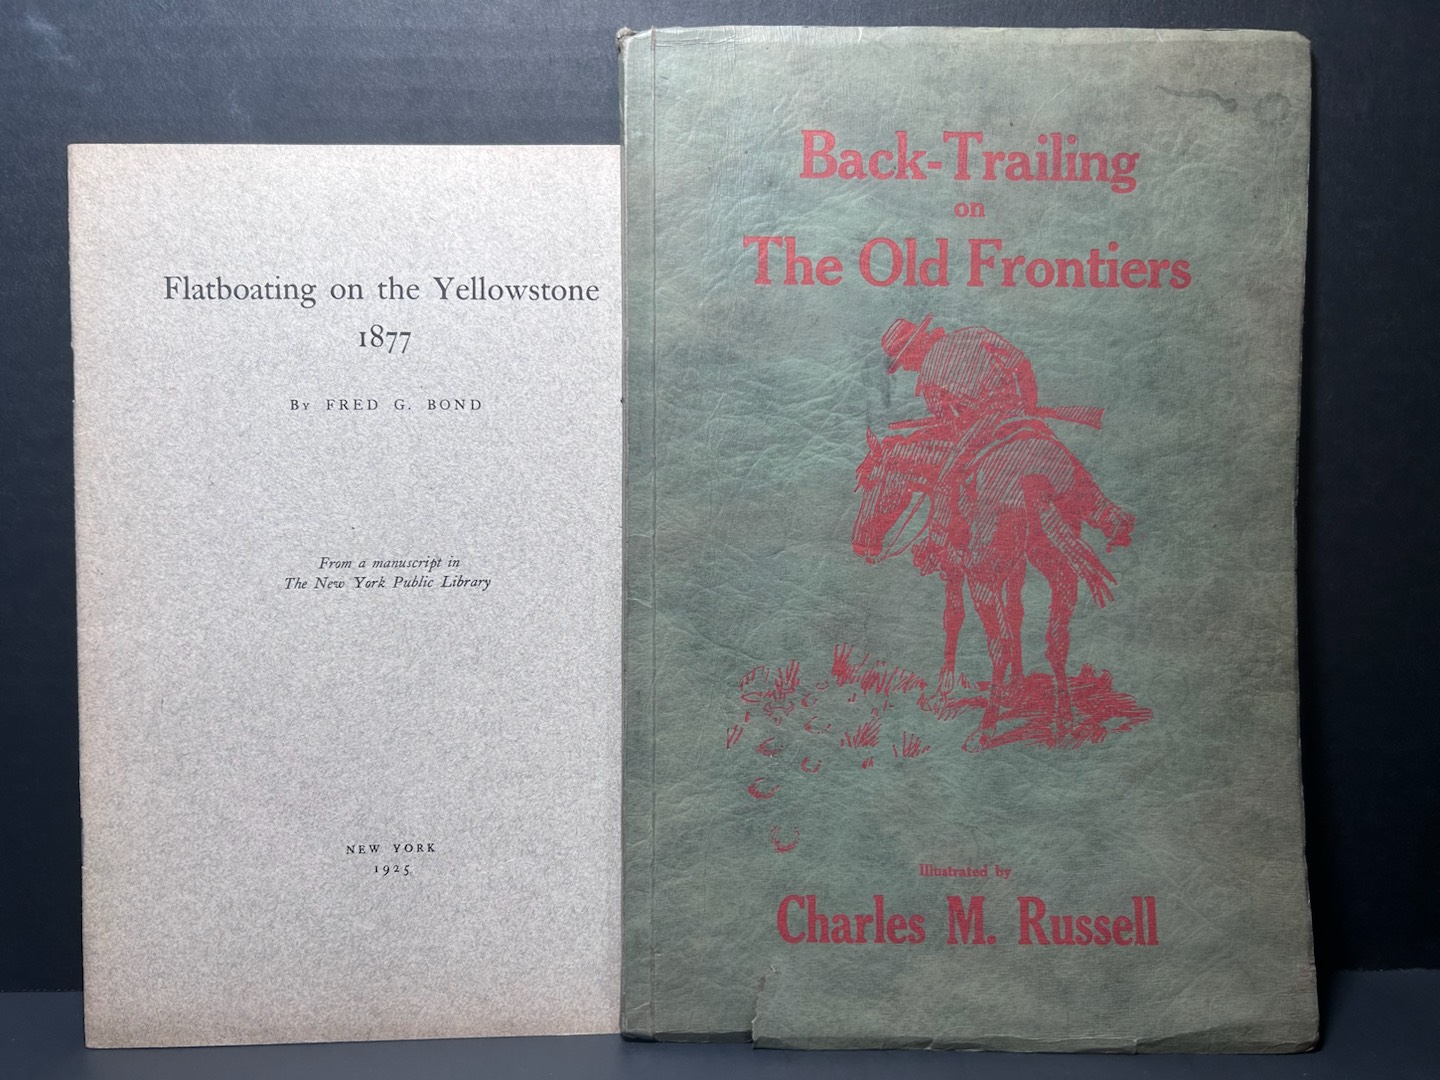 Flatboating on the Yellowstone
1877
By FRED G. BOND
From a manuscript in
The New York Public Library
NEW YORK
1925
Back-Trailing
on
The Old Frontiers
Illustrated by
Charles M. Russell